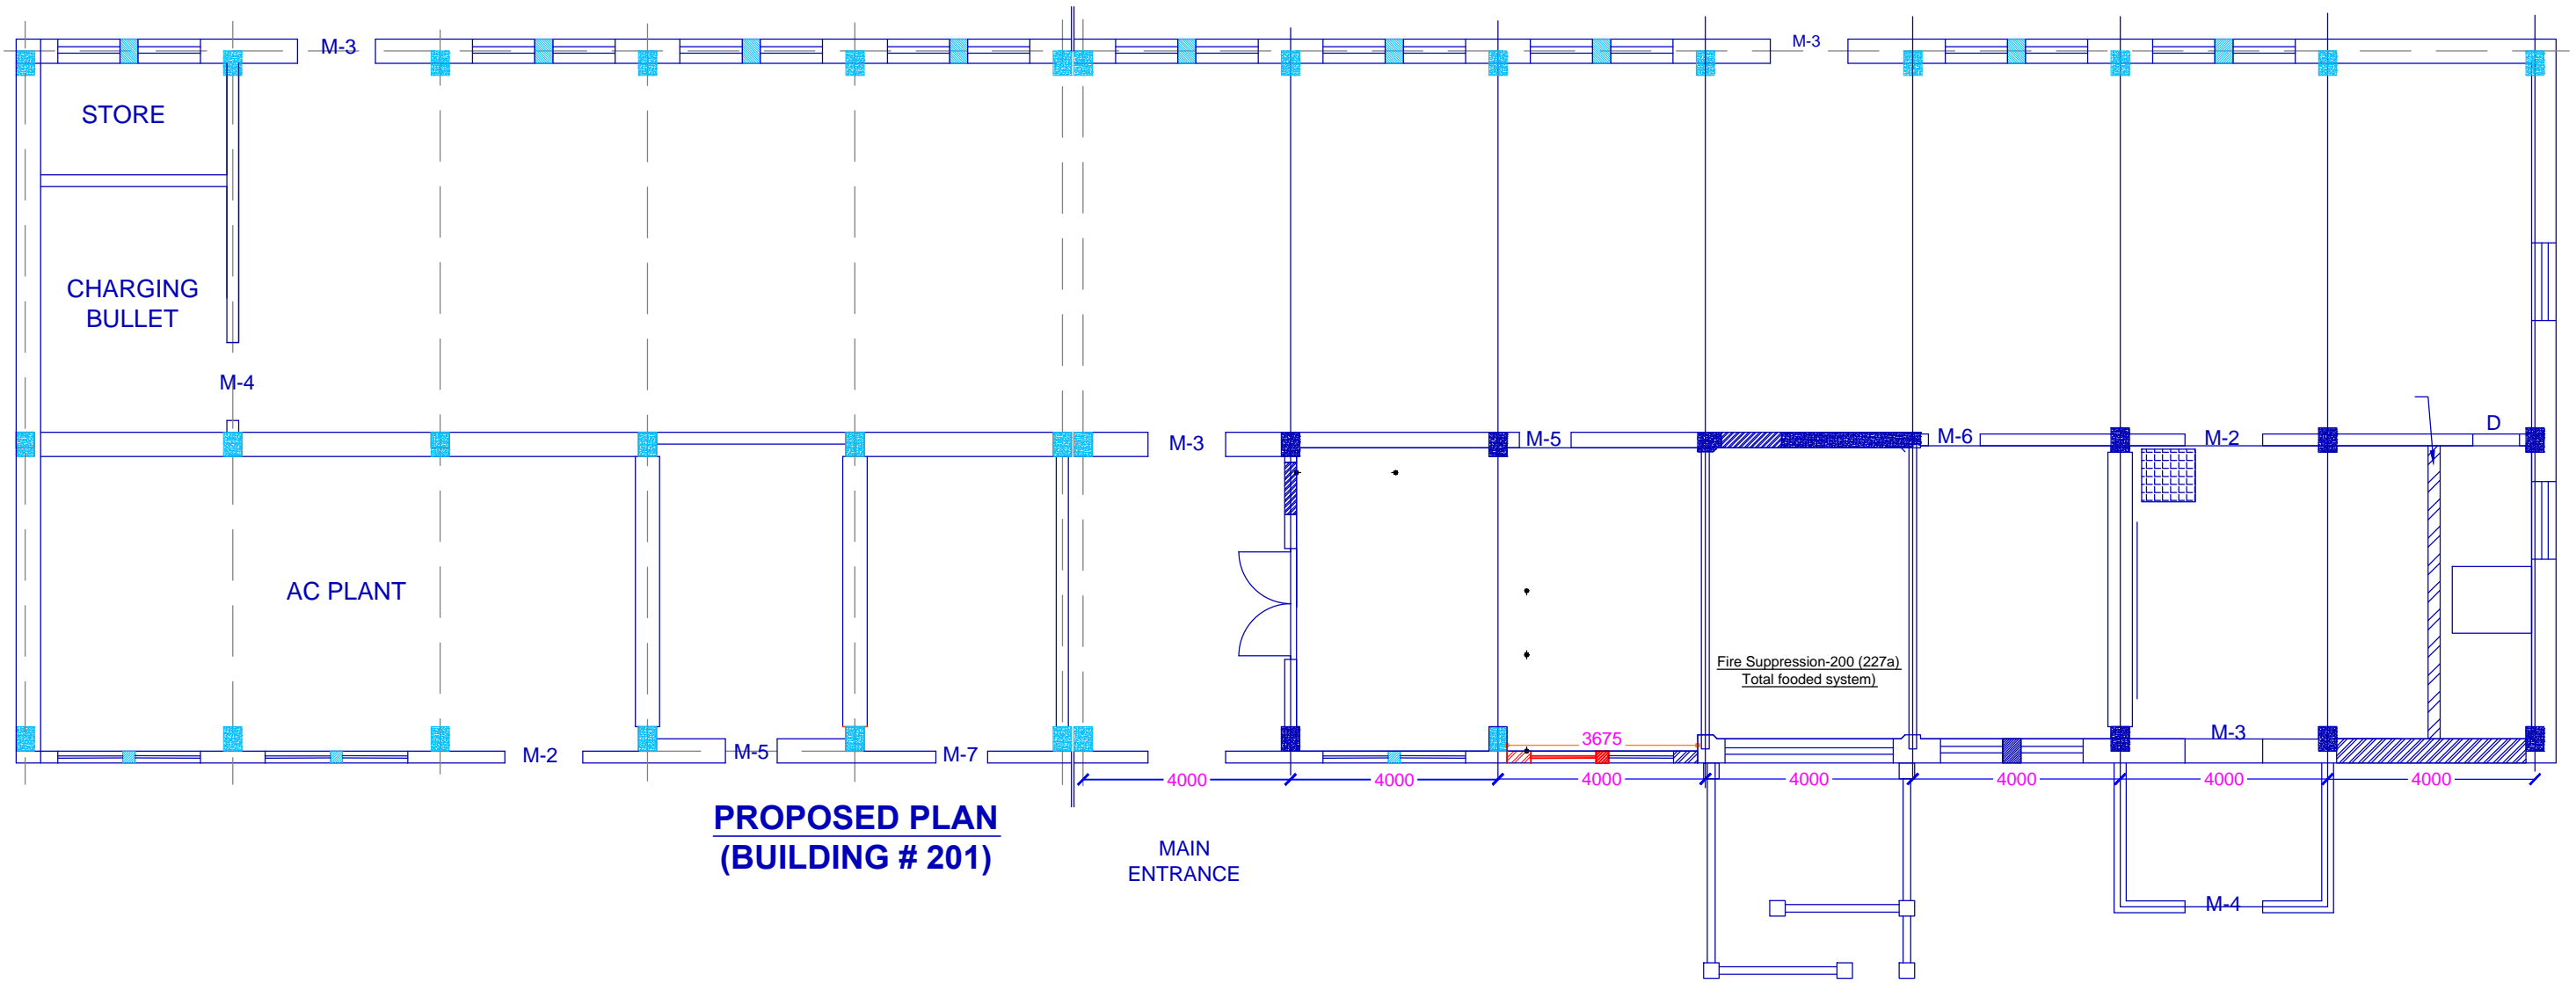 M-3
M-3
STORE
CHARGING
BULLET
M-4
M-3
M-5
M-6
M-2
D
AC PLANT
Fire Suppression-200 (227a)
Total fooded system)
M-2
M-5
M-7
3675
M-3
4000
4000
4000
4000
4000
4000
4000
PROPOSED PLAN
(BUILDING # 201)
MAIN
ENTRANCE
M-4